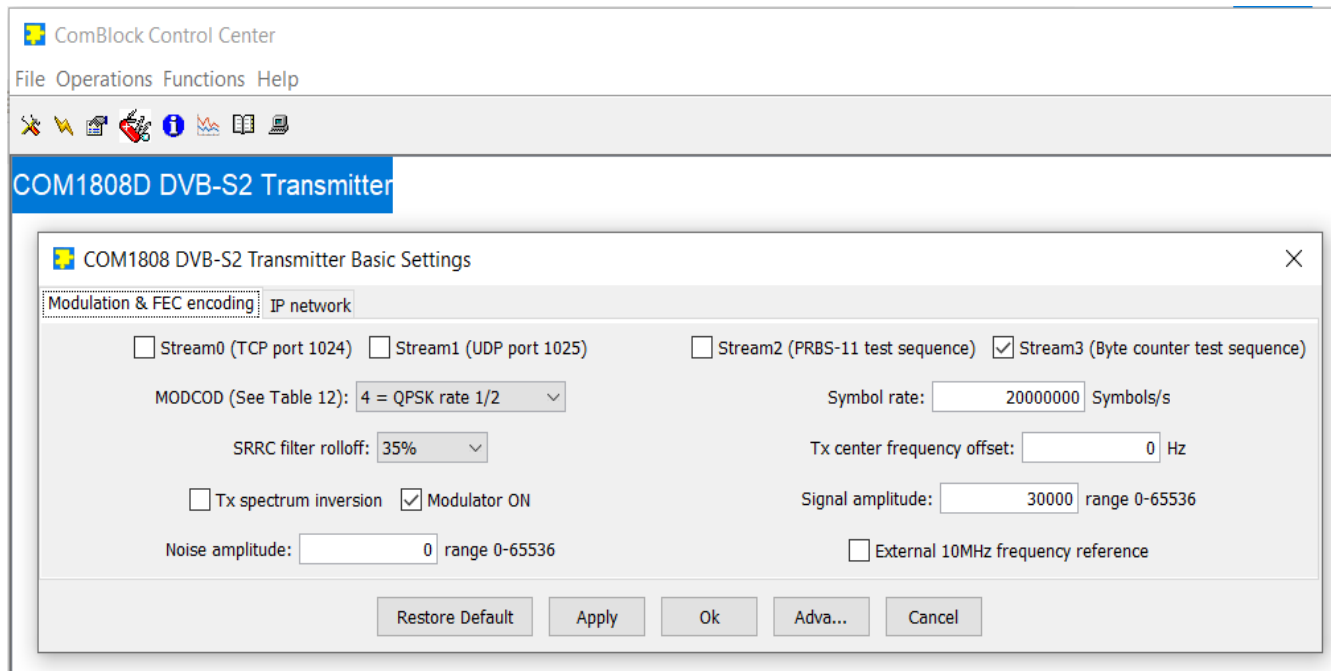 ComBlock Control Center
File Operations Functions Help
COM1808D DVB-S2 Transmitter
COM1808 DVB-S2 Transmitter Basic Settings
Modulation & FEC encoding IP network
Stream0 (TCP port 1024) Stream1 (UDP port 1025) Stream2 (PRBS-11 test sequence) Stream3 (Byte counter test sequence)
MODCOD (See Table 12): 4 = QPSK rate 1/2 Symbol rate: 20000000 Symbols/s
SRRC filter rolloff: 35% Tx center frequency offset: 0 Hz
Tx spectrum inversion Modulator ON Signal amplitude: 30000 range 0-65536
Noise amplitude: 0 range 0-65536 External 10MHz frequency reference
Restore Default Apply Ok Adva... Cancel